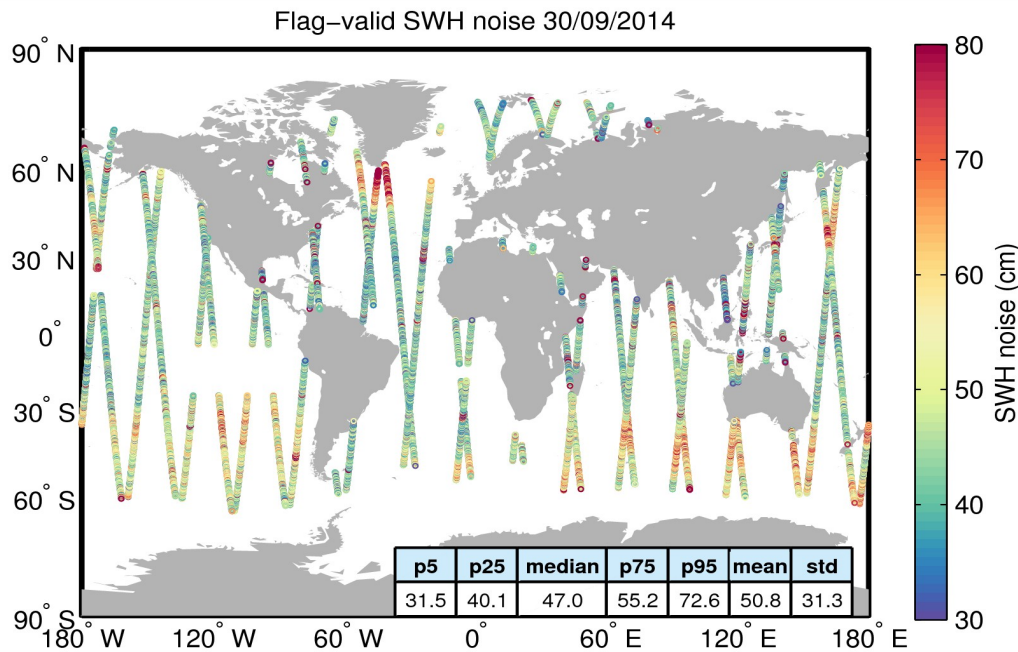 Flag−valid SWH noise 30/09/2014
90° N
60° N
30° N
0°
30° S
60° S
90° S
180° W
120° W
60° W
0°
60° E
120° E
180° E
p5 p25 median p75 p95 mean std
31.5 40.1 47.0 55.2 72.6 50.8 31.3
80
70
60
50
40
30
SWH noise (cm)